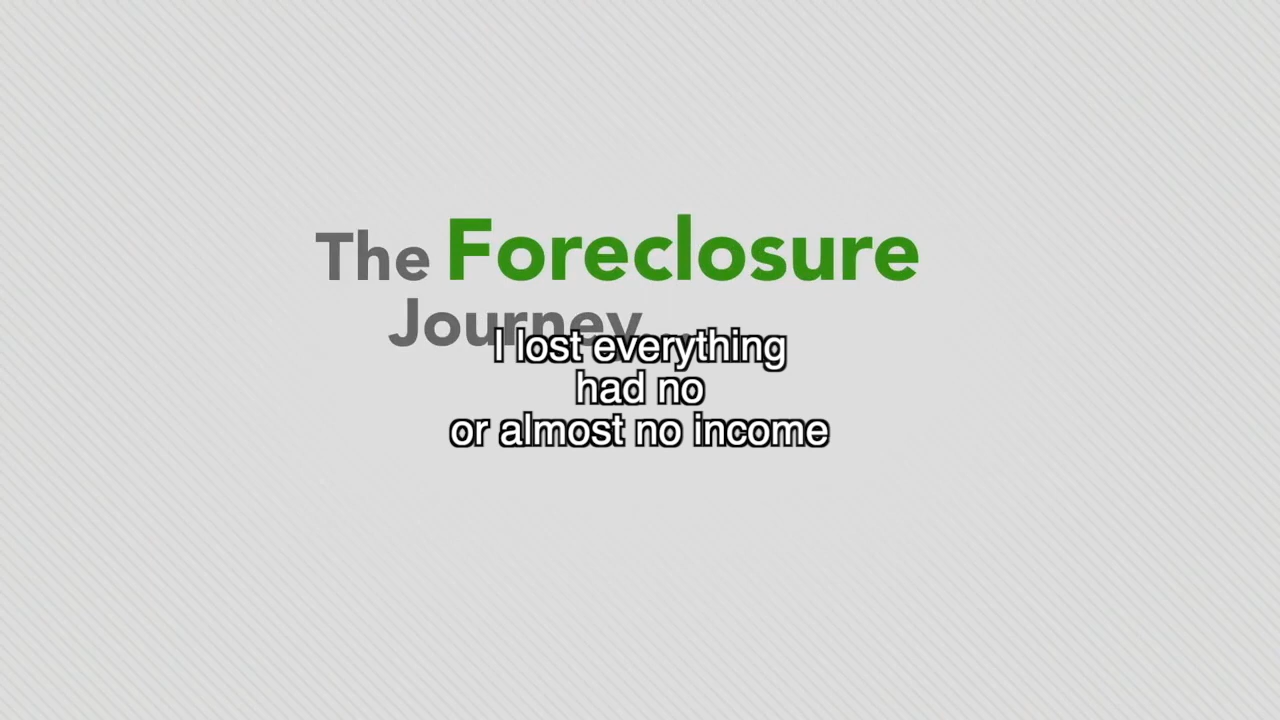 The Foreclosure
Journey...
I lost everything
had no
or almost no income